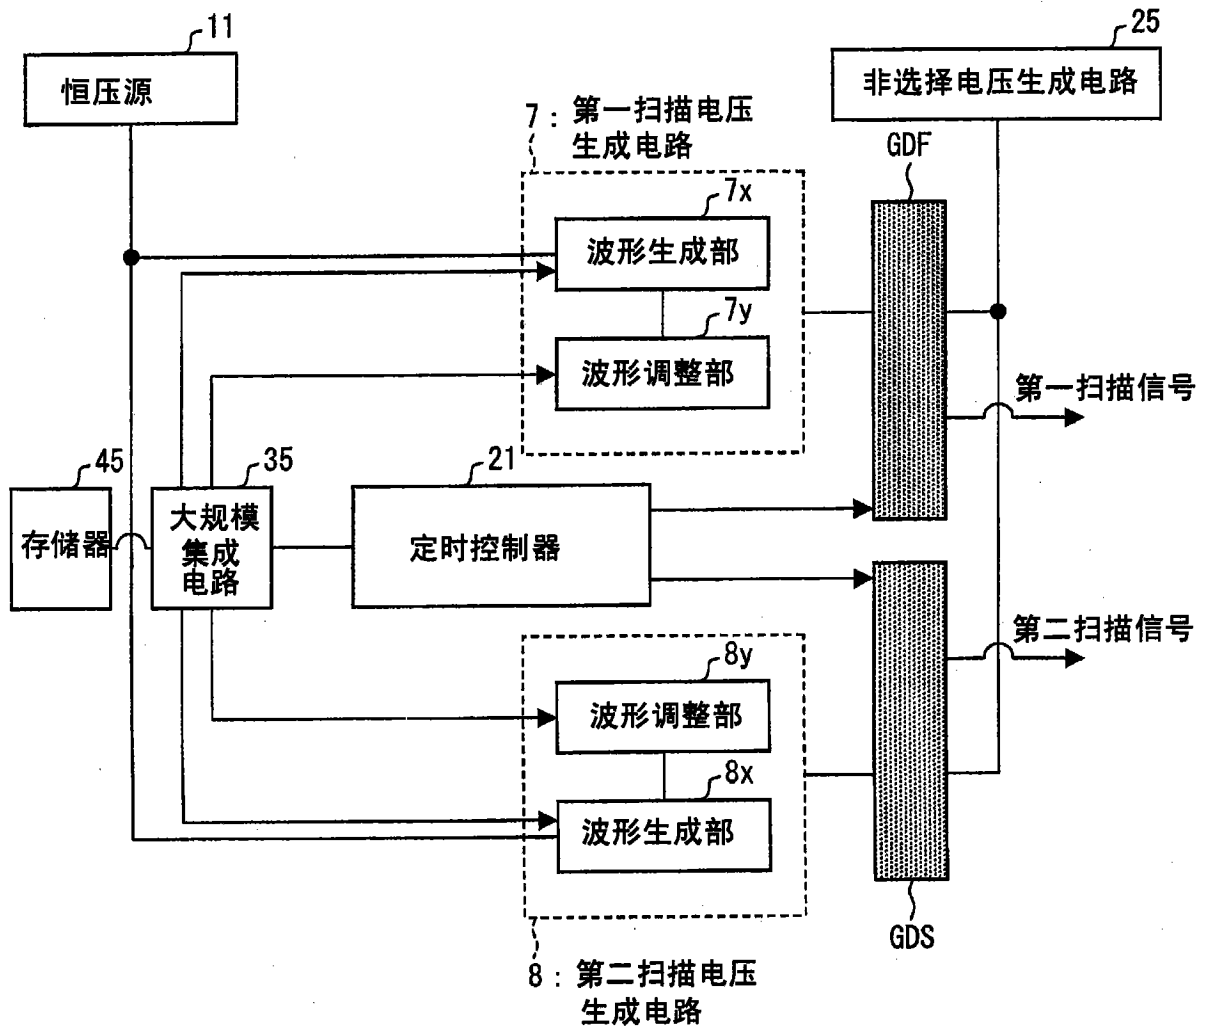 11
恒压源
25
非选择电压生成电路
7：第一扫描电压
生成电路
GDF
7x
波形生成部
7y
波形调整部
第一扫描信号
45
存储器
35
大规模
集成
电路
21
定时控制器
第二扫描信号
8y
波形调整部
8x
波形生成部
GDS
8：第二扫描电压
生成电路